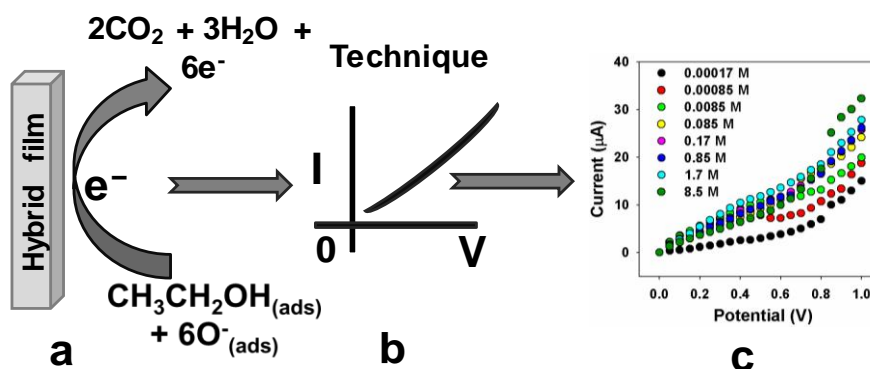 2CO₂ + 3H₂O +
6e⁻
Hybrid film
e⁻
CH₃CH₂OH(ads)
+ 6O⁻(ads)
a
Technique
I
0
V
b
40
30
20
10
0
Current (μA)
0.00017 M
0.00085 M
0.0085 M
0.085 M
0.17 M
0.85 M
1.7 M
8.5 M
0.0 0.2 0.4 0.6 0.8 1.0
Potential (V)
c